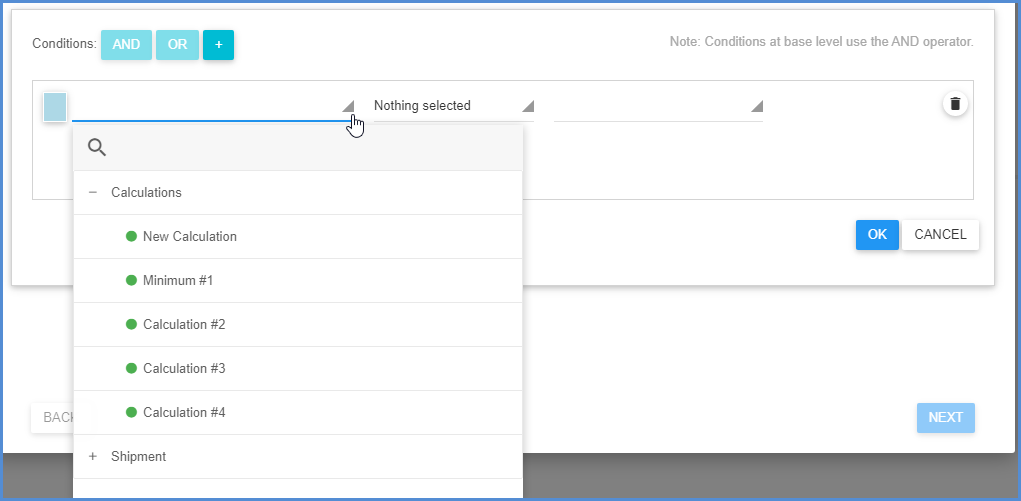 Conditions: AND OR +
Note: Conditions at base level use the AND operator.
Nothing selected
− Calculations
New Calculation
Minimum #1
Calculation #2
Calculation #3
Calculation #4
+ Shipment
OK CANCEL
BACK
NEXT